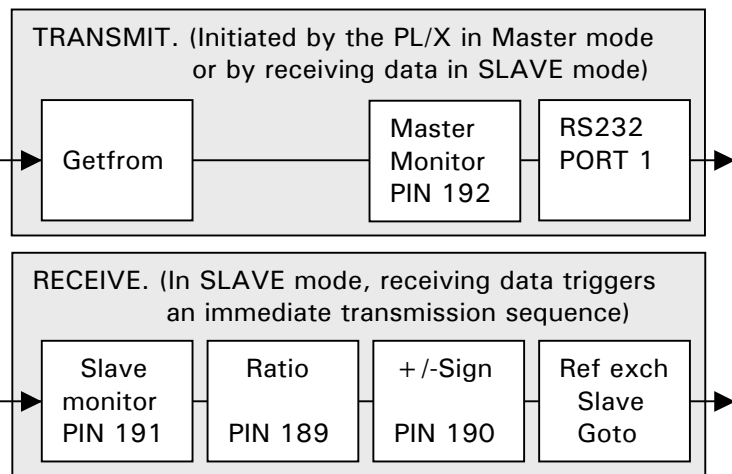 TRANSMIT. (Initiated by the PL/X in Master mode
or by receiving data in SLAVE mode)
Getfrom
Master
Monitor
PIN 192
RS232
PORT 1
RECEIVE. (In SLAVE mode, receiving data triggers
an immediate transmission sequence)
Slave
monitor
PIN 191
Ratio
PIN 189
+/-Sign
PIN 190
Ref exch
Slave
Goto